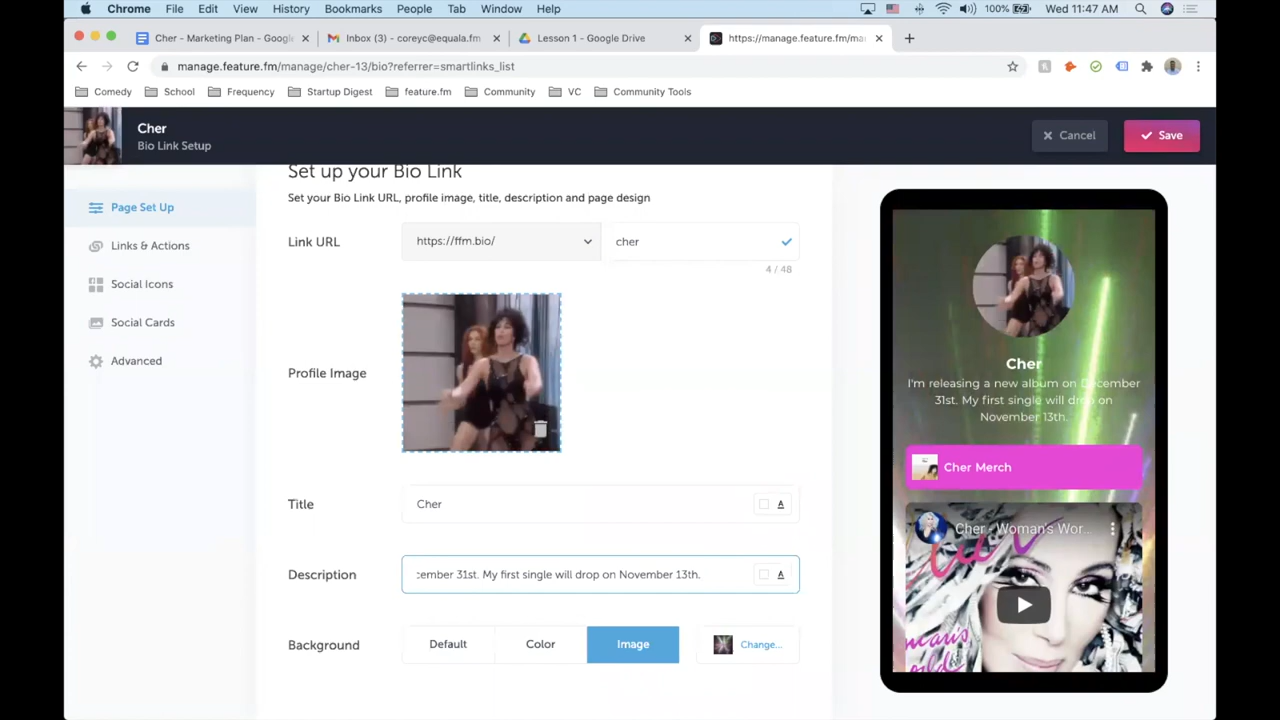 Chrome File Edit View History Bookmarks People Tab Window Help 100% Wed 11:47 AM
Cher - Marketing Plan - Google Inbox (3) - coreyc@equala.fm Lesson 1 - Google Drive https://manage.feature.fm/ma
manage.feature.fm/manage/cher-13/bio?referrer=smartlinks_list
Comedy School Frequency Startup Digest feature.fm Community VC Community Tools
Cher
Bio Link Setup
Cancel Save
Page Set Up
Links & Actions
Social Icons
Social Cards
Advanced
Set up your Bio Link
Set your Bio Link URL, profile image, title, description and page design
Link URL https://ffm.bio/ cher
4 / 48
Profile Image
Title Cher A
Description cember 31st. My first single will drop on November 13th. A
Background Default Color Image Change...
Cher
I'm releasing a new album on December
31st. My first single will drop on
November 13th.
Cher Merch
Cher - Woman's Wor...